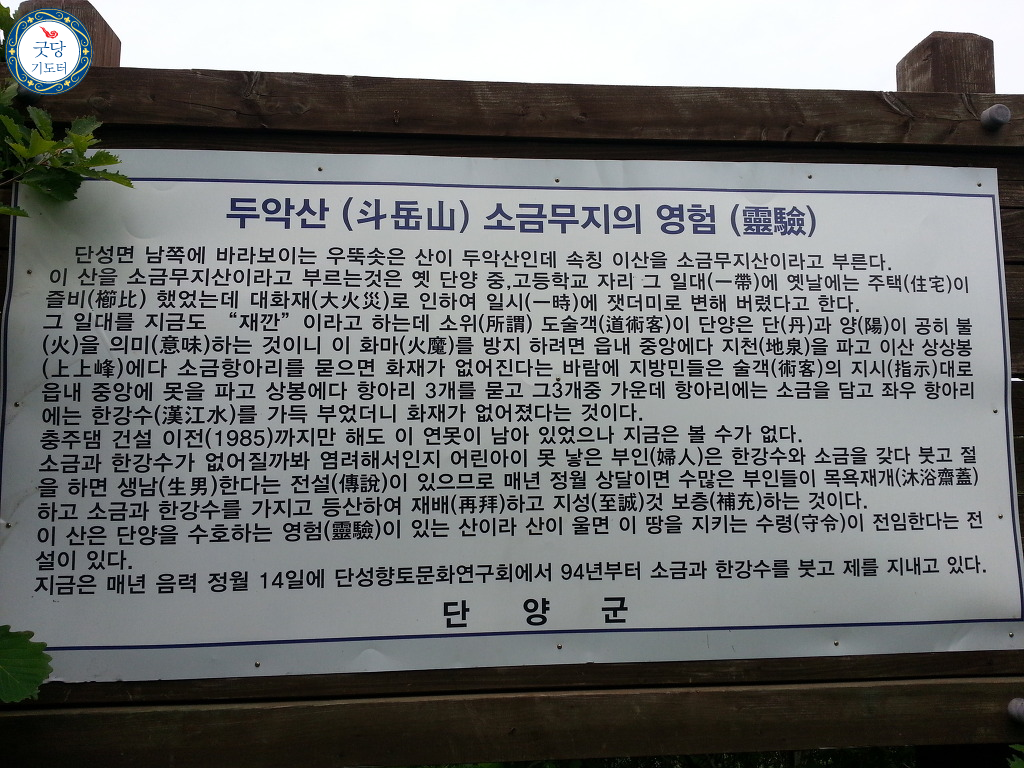 굿당
기도터
두악산 (斗岳山) 소금무지의 영험 (靈驗)
단성면 남쪽에 바라보이는 우뚝솟은 산이 두악산인데 속칭 이산을 소금무지산이라고 부른다.
이 산을 소금무지산이라고 부르는것은 옛 단양 중,고등학교 자리 그 일대(一帶)에 옛날에는 주택(住宅)이
즐비(櫛比) 했었는데 대화재(大火災)로 인하여 일시(一時)에 잿더미로 변해 버렸다고 한다.
그 일대를 지금도 “재깐”이라고 하는데 소위(所謂) 도술객(道術客)이 단양은 단(丹)과 양(陽)이 공히 불
(火)을 의미(意味)하는 것이니 이 화마(火魔)를 방지 하려면 읍내 중앙에다 지천(地泉)을 파고 이산 상상봉
(上上峰)에다 소금항아리를 묻으면 화재가 없어진다는 바람에 지방민들은 술객(術客)의 지시(指示)대로
읍내 중앙에 못을 파고 상봉에다 항아리 3개를 묻고 그3개중 가운데 항아리에는 소금을 담고 좌우 항아리
에는 한강수(漢江水)를 가득 부었더니 화재가 없어졌다는 것이다.
충주댐 건설 이전(1985)까지만 해도 이 연못이 남아 있었으나 지금은 볼 수가 없다.
소금과 한강수가 없어질까봐 염려해서인지 어린아이 못 낳은 부인(婦人)은 한강수와 소금을 갖다 붓고 절
을 하면 생남(生男)한다는 전설(傳說)이 있으므로 매년 정월 상달이면 수많은 부인들이 목욕재개(沐浴齋蓋)
하고 소금과 한강수를 가지고 등산하여 재배(再拜)하고 지성(至誠)것 보층(補充)하는 것이다.
이 산은 단양을 수호하는 영험(靈驗)이 있는 산이라 산이 울면 이 땅을 지키는 수령(守令)이 전임한다는 전
설이 있다.
지금은 매년 음력 정월 14일에 단성향토문화연구회에서 94년부터 소금과 한강수를 붓고 제를 지내고 있다.
단 양 군